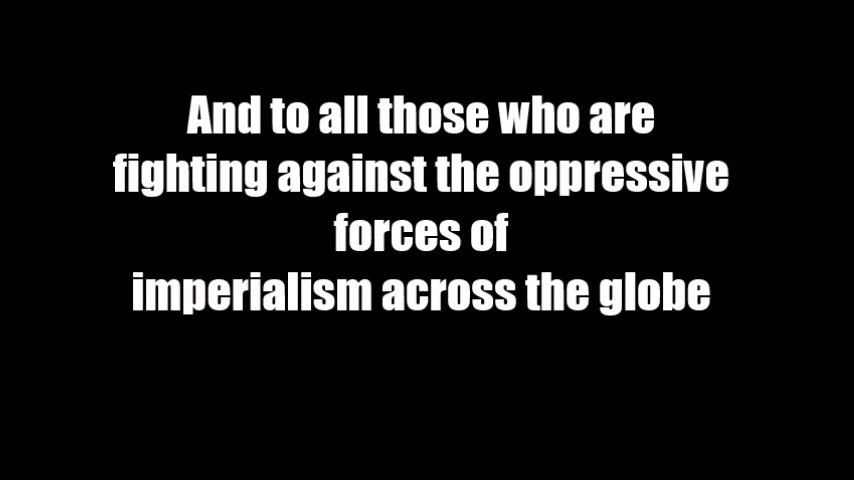 And to all those who are
fighting against the oppressive
forces of
imperialism across the globe